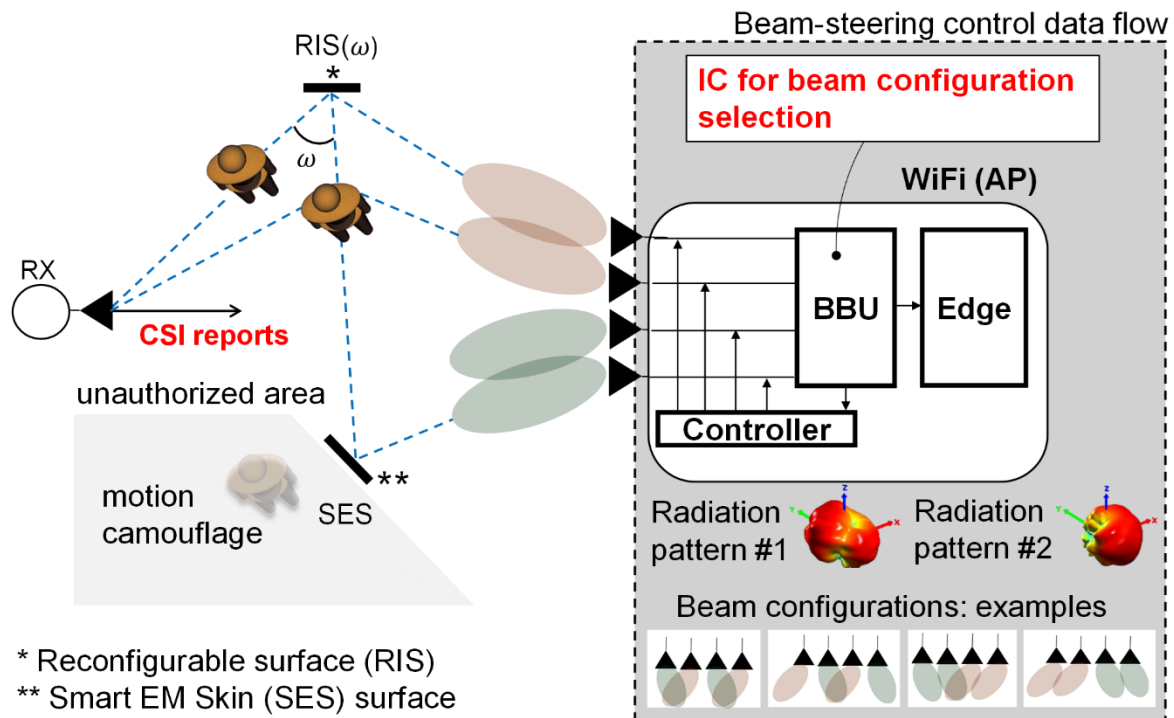 Beam-steering control data flow
RIS(ω)
*
IC for beam configuration
selection
ω
WiFi (AP)
RX
BBU
Edge
CSI reports
unauthorized area
Controller
**
motion
camouflage
SES
Radiation
pattern #1
Z
Y
X
Radiation
pattern #2
Z
Y
X
Beam configurations: examples
* Reconfigurable surface (RIS)
** Smart EM Skin (SES) surface